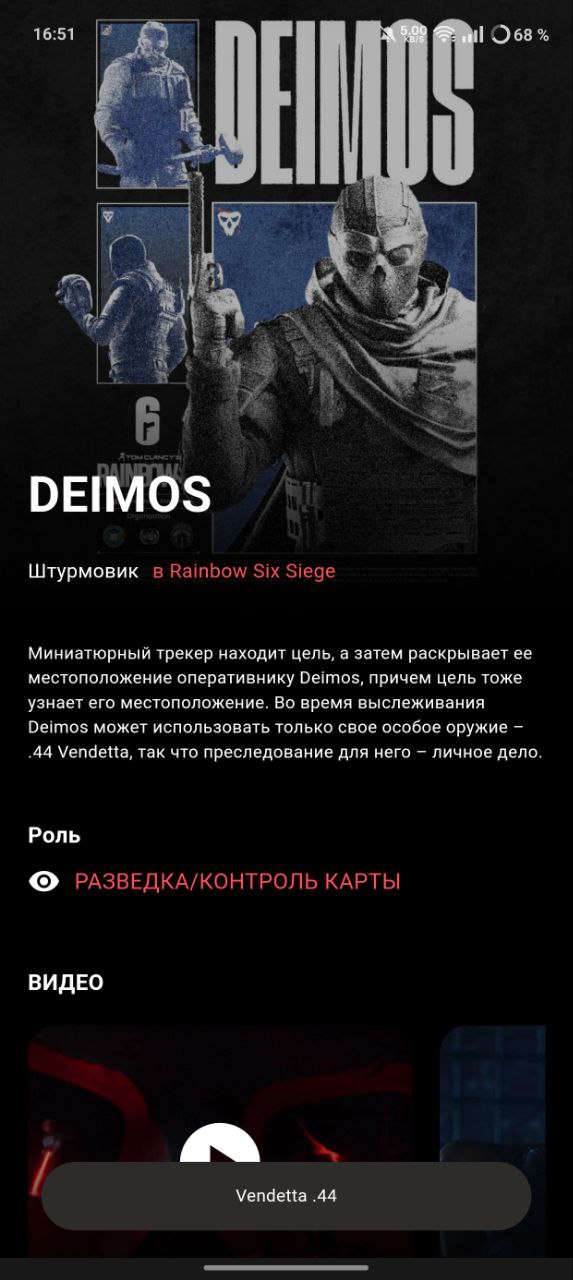 16:51
5.00
KB/S
68 %
DEIMOS
6
TOM CLANCY'S
RAINBOW
DEIMOS
Штурмовик в Rainbow Six Siege
Миниатюрный трекер находит цель, а затем раскрывает ее
местоположение оперативнику Deimos, причем цель тоже
узнает его местоположение. Во время выслеживания
Deimos может использовать только свое особое оружие –
.44 Vendetta, так что преследование для него – личное дело.
Роль
РАЗВЕДКА/КОНТРОЛЬ КАРТЫ
ВИДЕО
Vendetta .44